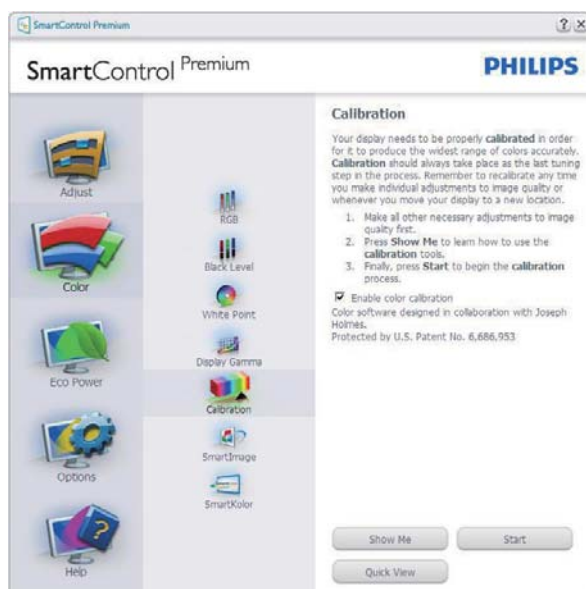 SmartControl Premium
? X
SmartControl Premium
PHILIPS
Adjust
Color
Eco Power
Options
Help
RGB
Black Level
White Point
Display Gamma
Calibration
SmartImage
SmartKolor
Calibration
Your display needs to be properly calibrated in order
for it to produce the widest range of colors accurately.
Calibration should always take place as the last tuning
step in the process. Remember to recalibrate any time
you make individual adjustments to image quality or
whenever you move your display to a new location.
1. Make all other necessary adjustments to image
quality first.
2. Press Show Me to learn how to use the
calibration tools.
3. Finally, press Start to begin the calibration
process.
Enable color calibration
Color software designed in collaboration with Joseph
Holmes.
Protected by U.S. Patent No. 6,686,953
Show Me
Start
Quick View